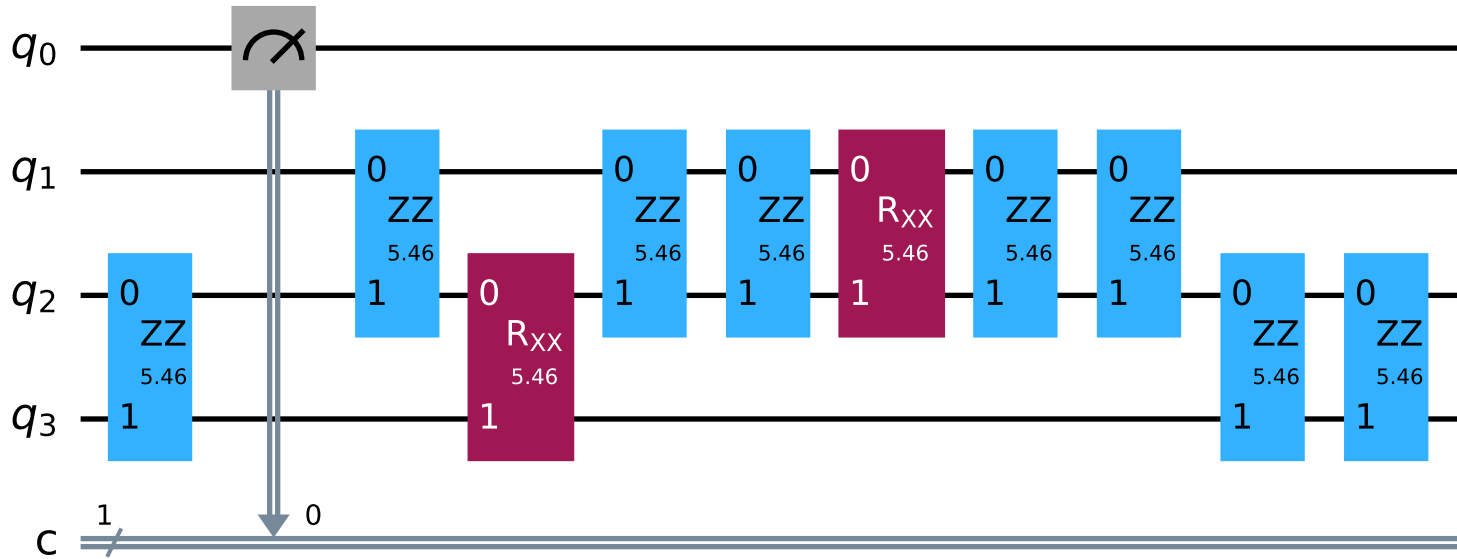 q0
0 0 0 0 0 0
q1
ZZ ZZ ZZ RXX ZZ ZZ
5.46 5.46 5.46 5.46 5.46 5.46
q2 0 1 0 1 1 1 1 1 0 0
ZZ RXX ZZ ZZ
5.46 5.46 5.46 5.46
q3 1 1 1 1
1 0
c